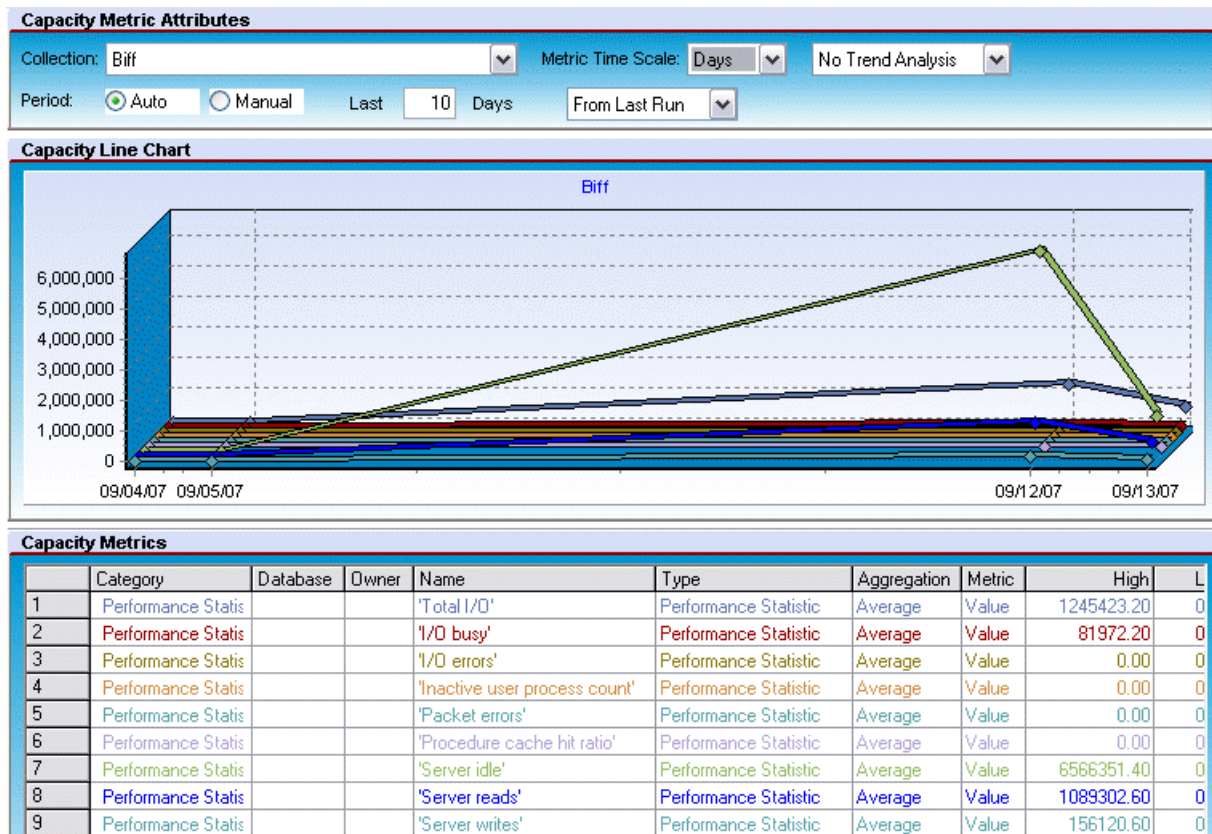 Capacity Metric Attributes
Collection: Biff Metric Time Scale: Days No Trend Analysis
Period: Auto Manual Last 10 Days From Last Run
Capacity Line Chart
Biff
6,000,000
5,000,000
4,000,000
3,000,000
2,000,000
1,000,000
0
09/04/07 09/05/07 09/12/07 09/13/07
Capacity Metrics
Category Database Owner Name Type Aggregation Metric High L
1 Performance Statis 'Total I/O' Performance Statistic Average Value 1245423.20 0
2 Performance Statis 'I/O busy' Performance Statistic Average Value 81972.20 0
3 Performance Statis 'I/O errors' Performance Statistic Average Value 0.00 0
4 Performance Statis 'Inactive user process count' Performance Statistic Average Value 0.00 0
5 Performance Statis 'Packet errors' Performance Statistic Average Value 0.00 0
6 Performance Statis 'Procedure cache hit ratio' Performance Statistic Average Value 0.00 0
7 Performance Statis 'Server idle' Performance Statistic Average Value 6566351.40 0
8 Performance Statis 'Server reads' Performance Statistic Average Value 1089302.60 0
9 Performance Statis 'Server writes' Performance Statistic Average Value 156120.60 0